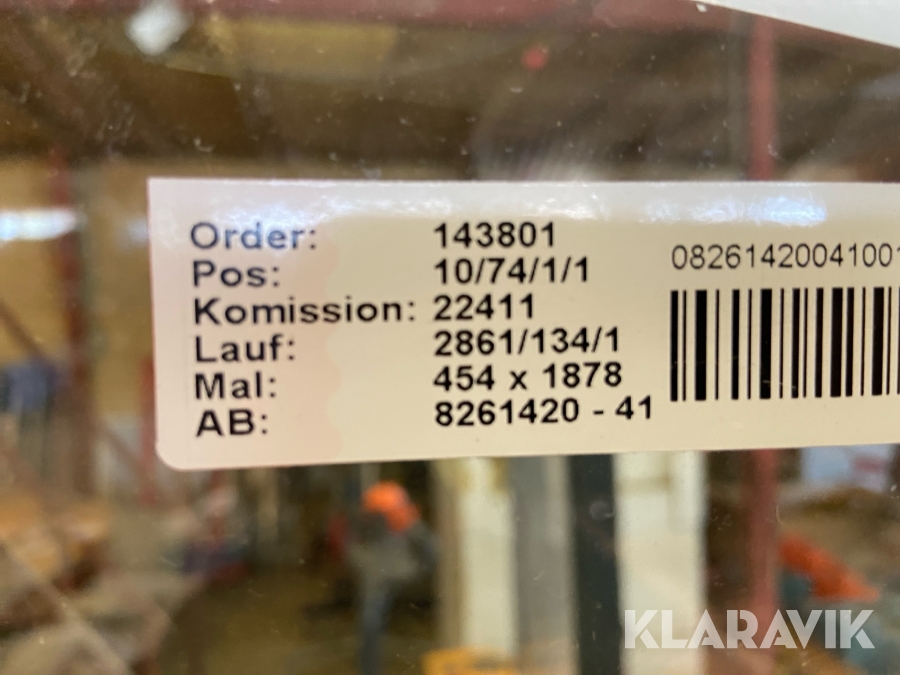 Order: 143801
Pos: 10/74/1/1
Komission: 22411
Lauf: 2861/134/1
Mal: 454 x 1878
AB: 8261420 - 41
08261420041001
KLARAVIK